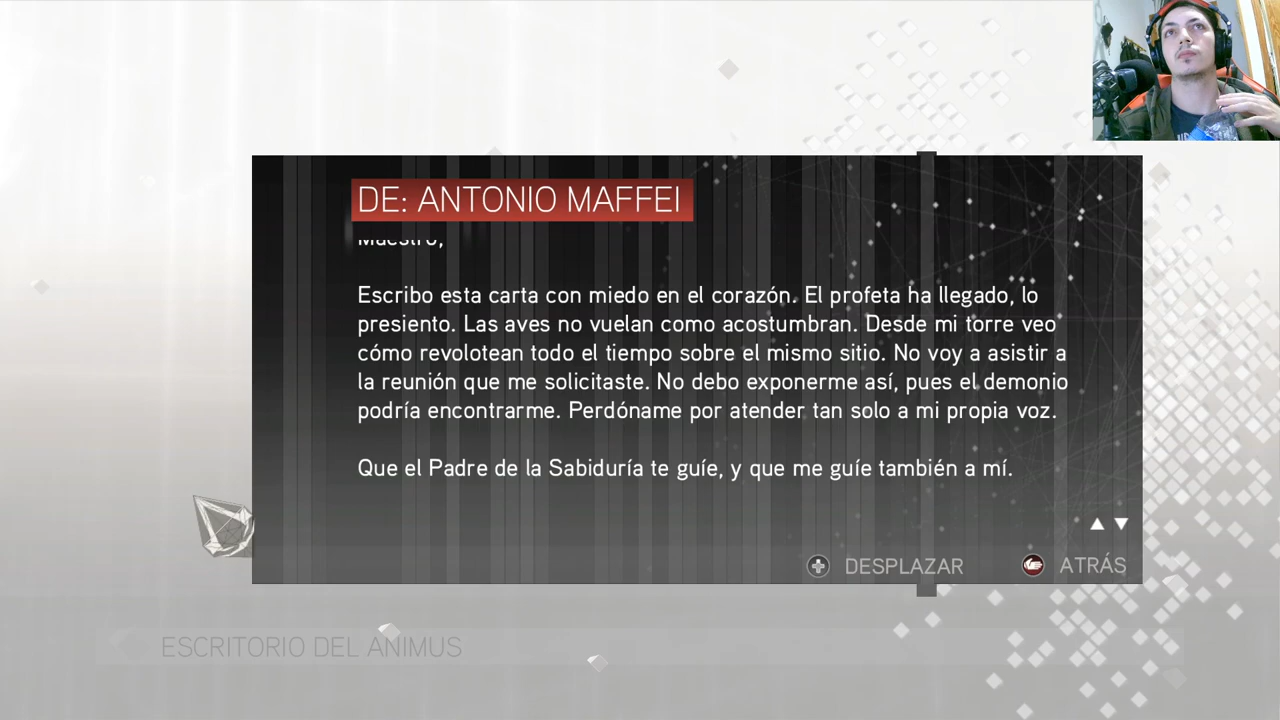 DE: ANTONIO MAFFEI
Maestro,
Escribo esta carta con miedo en el corazón. El profeta ha llegado, lo
presiento. Las aves no vuelan como acostumbran. Desde mi torre veo
cómo revolotean todo el tiempo sobre el mismo sitio. No voy a asistir a
la reunión que me solicitaste. No debo exponerme así, pues el demonio
podría encontrarme. Perdóname por atender tan solo a mi propia voz.
Que el Padre de la Sabiduría te guíe, y que me guíe también a mí.
DESPLAZAR
ATRÁS
ESCRITORIO DEL ANIMUS